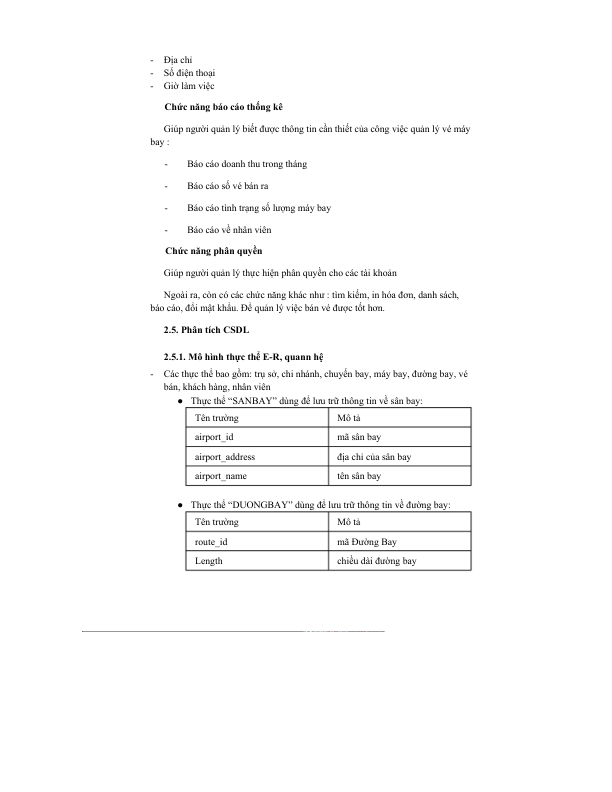 - Địa chỉ
- Số điện thoại
- Giờ làm việc
Chức năng báo cáo thống kê
Giúp người quản lý biết được thông tin cần thiết của công việc quản lý vé máy
bay :
- Báo cáo doanh thu trong tháng
- Báo cáo số vé bán ra
- Báo cáo tình trạng số lượng máy bay
- Báo cáo về nhân viên
Chức năng phân quyền
Giúp người quản lý thực hiện phân quyền cho các tài khoản
Ngoài ra, còn có các chức năng khác như : tìm kiếm, in hóa đơn, danh sách,
báo cáo, đổi mật khẩu. Để quản lý việc bán vé được tốt hơn.
2.5. Phân tích CSDL
2.5.1. Mô hình thực thể E-R, quann hệ
- Các thực thể bao gồm: trụ sở, chi nhánh, chuyến bay, máy bay, đường bay, vé
bán, khách hàng, nhân viên
● Thực thể “SANBAY” dùng để lưu trữ thông tin về sân bay:
Tên trường Mô tả
airport_id mã sân bay
airport_address địa chỉ của sân bay
airport_name tên sân bay
● Thực thể “DUONGBAY” dùng để lưu trữ thông tin về đường bay:
Tên trường Mô tả
route_id mã Đường Bay
Length chiều dài đường bay